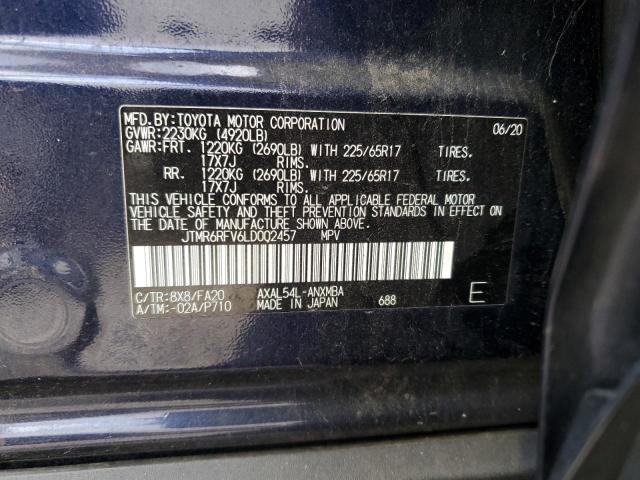 MFD.BY:TOYOTA MOTOR CORPORATION 06/20
GVWR:2230KG (4920LB)
GAWR:FRT. 1220KG (2690LB) WITH 225/65R17 TIRES.
17X7J RIMS.
RR. 1220KG (2690LB) WITH 225/65R17 TIRES.
17X7J RIMS.
THIS VEHICLE CONFORMS TO ALL APPLICABLE FEDERAL MOTOR
VEHICLE SAFETY AND THEFT PREVENTION STANDARDS IN EFFECT ON
THE DATE OF MANUFACTURE SHOWN ABOVE.
JTMR6RFV6LD002457 MPV
C/TR:8X8/FA20 AXAL54L-ANXMBA E
A/TM:-02A/P710 MADE IN JAPAN 688